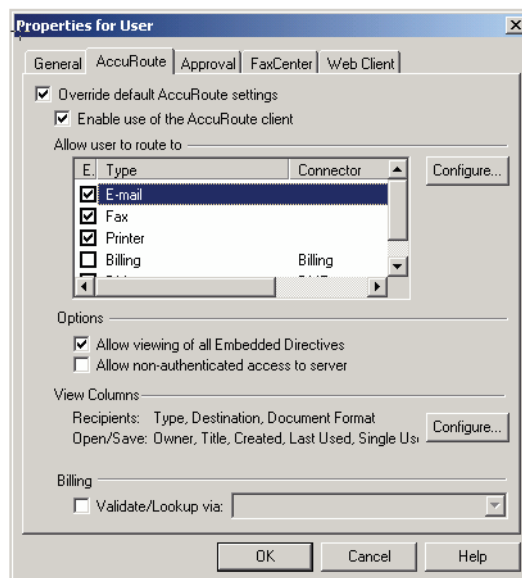 Properties for User
General AccuRoute Approval FaxCenter Web Client
Override default AccuRoute settings
Enable use of the AccuRoute client
Allow user to route to
E. Type Connector Configure...
E-mail
Fax
Printer
Billing Billing
Options
Allow viewing of all Embedded Directives
Allow non-authenticated access to server
View Columns
Recipients: Type, Destination, Document Format
Open/Save: Owner, Title, Created, Last Used, Single Configure...
Billing
Validate/Lookup via:
OK Cancel Help